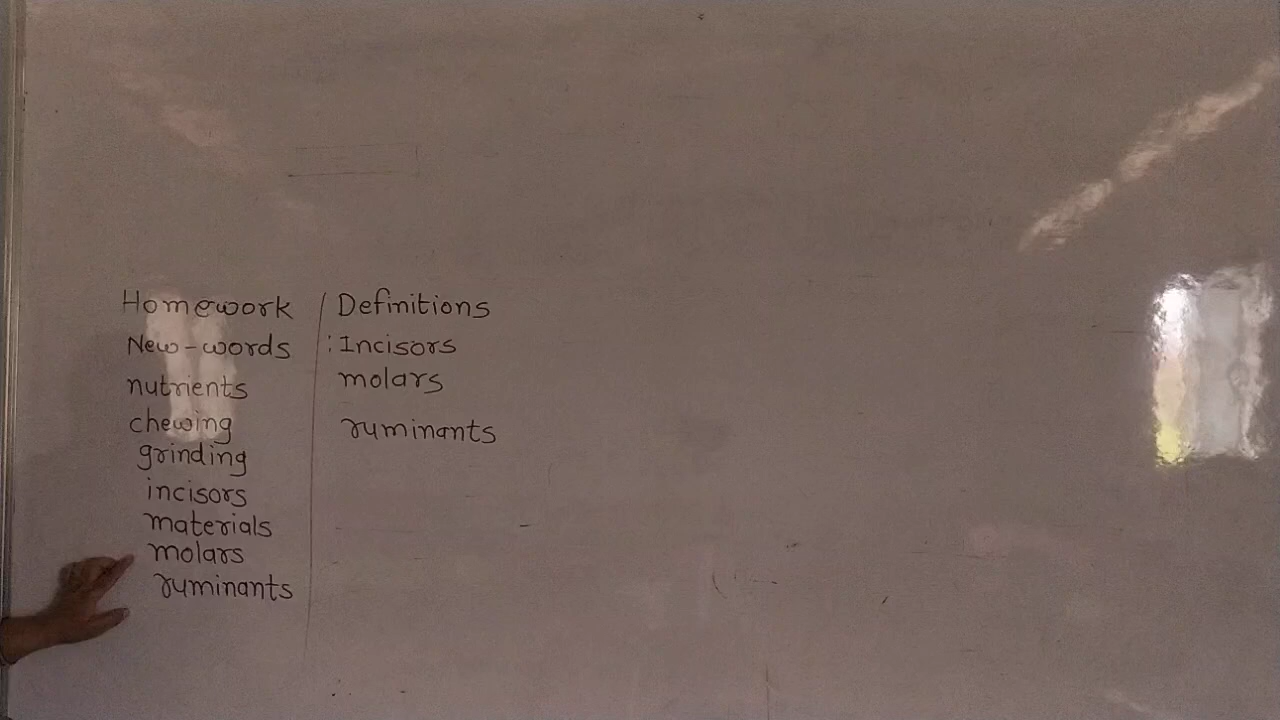 Homework
New-words
nutrients
chewing
grinding
incisors
materials
molars
ruminants
Definitions
: Incisors
molars
ruminants